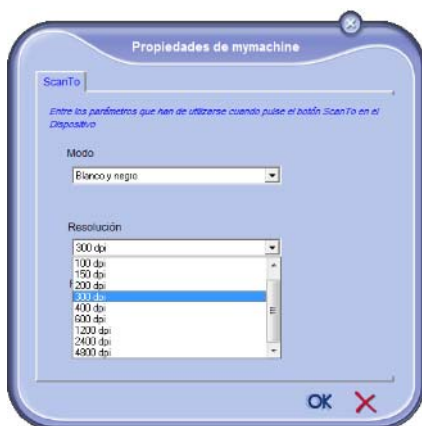 Propiedades de mymachine
ScanTo
Entre los parámetros que han de utilizarse cuando pulse el botón ScanTo en el
Dispositivo
Modo
Blanco y negro
Resolución
300 dpi
100 dpi
150 dpi
200 dpi
300 dpi
400 dpi
600 dpi
1200 dpi
2400 dpi
4800 dpi
OK